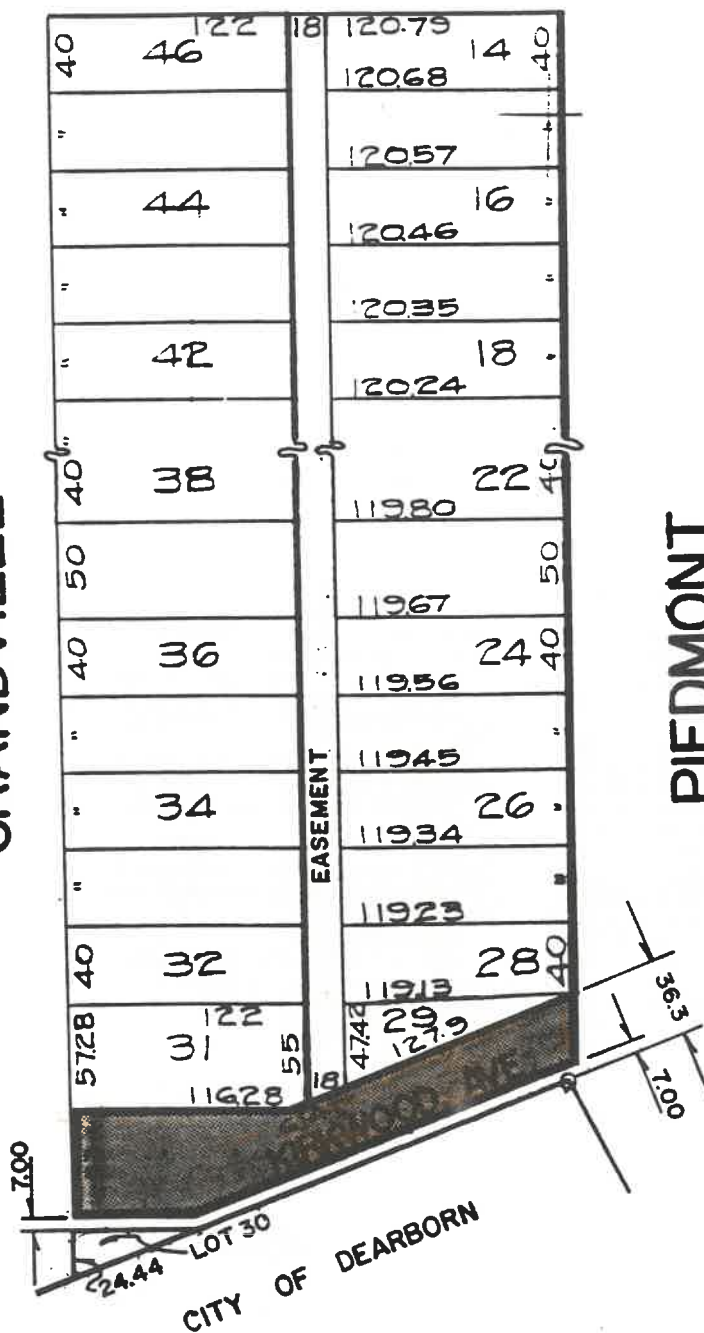 122 18 120.79
40 46 14 40
120.68
" 120.57
" 44 16 "
120.46
" 120.35 "
" 42 18 "
120.24
"
40 38 22 40
119.80
50 50
119.67
40 36 24 40
119.56
" 119.45 "
" 34 26 "
119.34
EASEMENT
" 119.23 "
40 32 28 40
119.13
57.28 122 55 47.42 29
31 127.9
116.28 18
36.3
7.00
7.00
KIRKWOOD AVE.
LOT 30
24.44
CITY OF DEARBORN
PIEDMONT